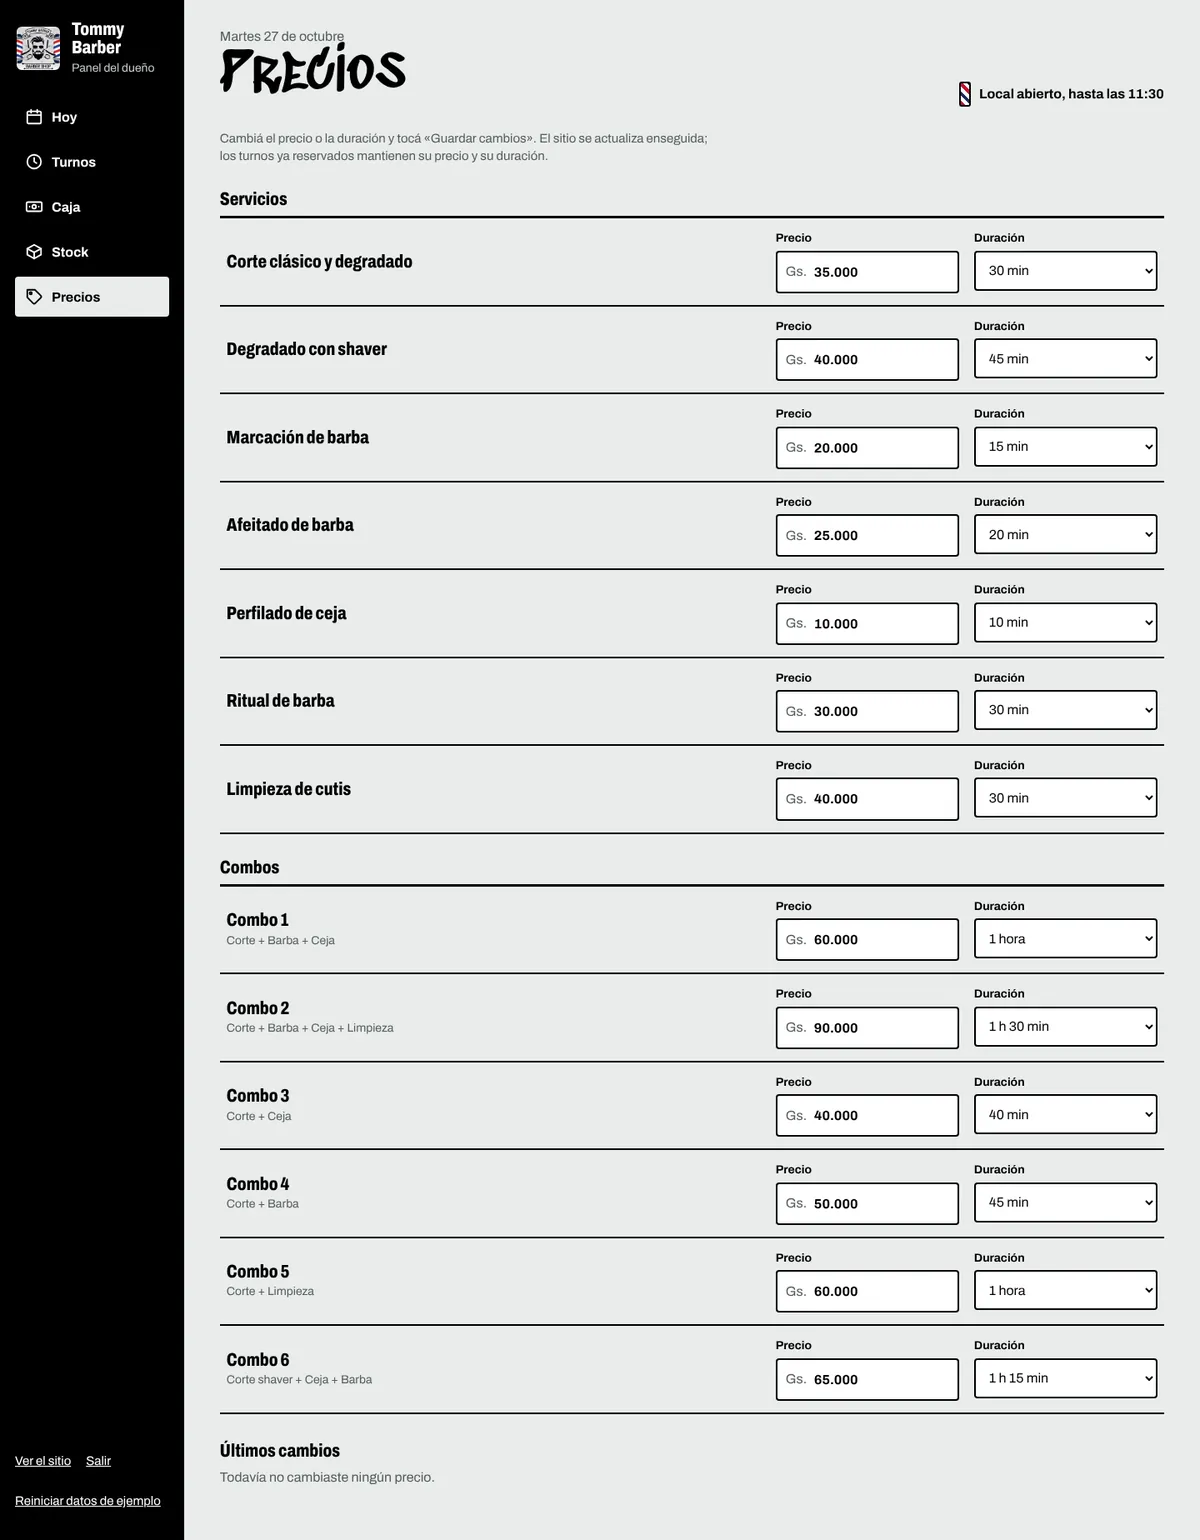 Tommy
Barber
Panel del dueño
Hoy
Turnos
Caja
Stock
Precios
Ver el sitio Salir
Reiniciar datos de ejemplo
Martes 27 de octubre
PRECIOS
Local abierto, hasta las 11:30
Cambiá el precio o la duración y tocá «Guardar cambios». El sitio se actualiza enseguida;
los turnos ya reservados mantienen su precio y su duración.
Servicios
Precio Duración
Corte clásico y degradado Gs. 35.000 30 min
Precio Duración
Degradado con shaver Gs. 40.000 45 min
Precio Duración
Marcación de barba Gs. 20.000 15 min
Precio Duración
Afeitado de barba Gs. 25.000 20 min
Precio Duración
Perfilado de ceja Gs. 10.000 10 min
Precio Duración
Ritual de barba Gs. 30.000 30 min
Precio Duración
Limpieza de cutis Gs. 40.000 30 min
Combos
Precio Duración
Combo 1 Gs. 60.000 1 hora
Corte + Barba + Ceja
Precio Duración
Combo 2 Gs. 90.000 1 h 30 min
Corte + Barba + Ceja + Limpieza
Precio Duración
Combo 3 Gs. 40.000 40 min
Corte + Ceja
Precio Duración
Combo 4 Gs. 50.000 45 min
Corte + Barba
Precio Duración
Combo 5 Gs. 60.000 1 hora
Corte + Limpieza
Precio Duración
Combo 6 Gs. 65.000 1 h 15 min
Corte shaver + Ceja + Barba
Últimos cambios
Todavía no cambiaste ningún precio.